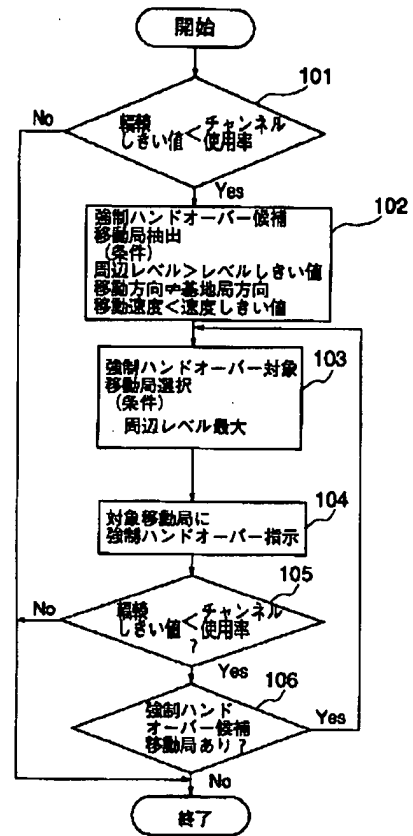 開始
101
No
輻輳 < チャンネル
しきい値 使用率
Yes
102
強制ハンドオーバー候補
移動局抽出
(条件)
周辺レベル>レベルしきい値
移動方向≠基地局方向
移動速度<速度しきい値
103
強制ハンドオーバー対象
移動局選択
(条件)
周辺レベル最大
104
対象移動局に
強制ハンドオーバー指示
105
No
輻輳 < チャンネル
しきい値 使用率
?
Yes
106
強制ハンド
オーバー候補
移動局あり?
Yes
No
終了